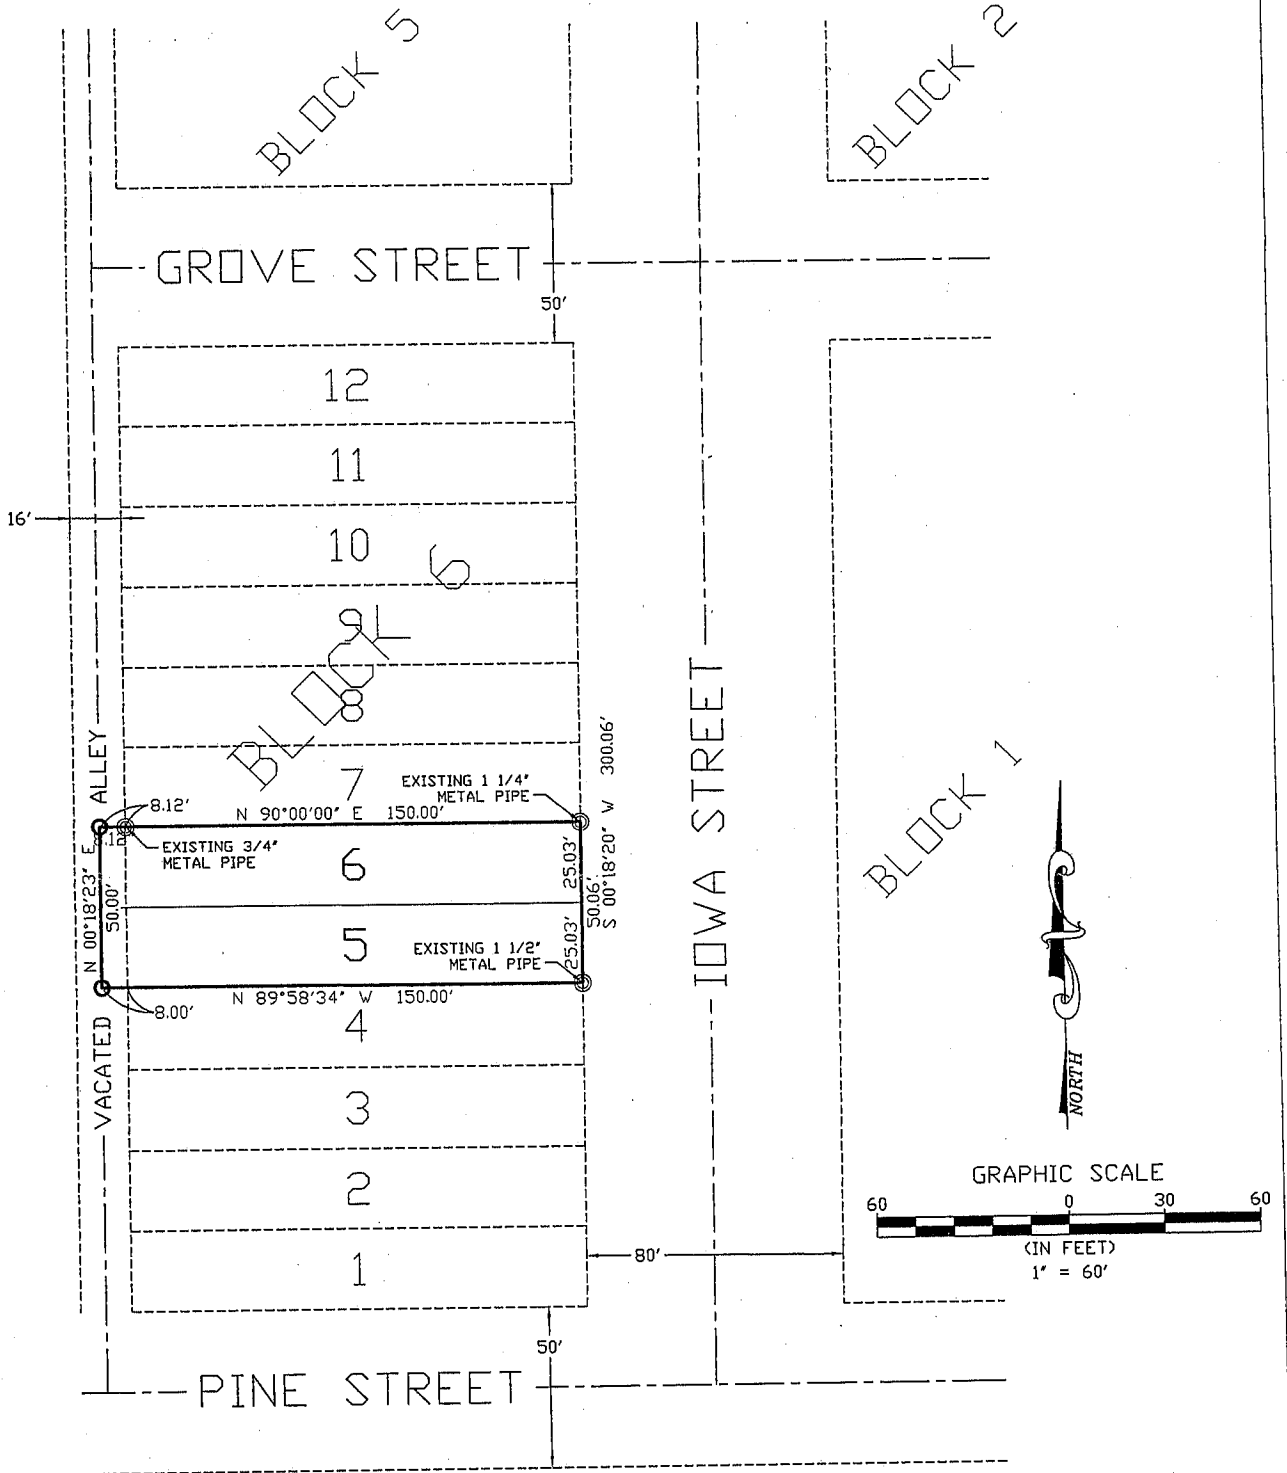 BLOCK 5
BLOCK 2
GROVE STREET
50'
12
11
16'
10
BLOCK 6
9
8
7
ALLEY
8.12'
N 90°00'00" E 150.00'
EXISTING 1 1/4"
METAL PIPE
S 00°18'20" W 300.06'
IOWA STREET
BLOCK 1
EXISTING 3/4"
METAL PIPE
6
25.03'
50.06'
N 00°18'23" E
50.00'
5
25.03'
EXISTING 1 1/2"
METAL PIPE
N 89°58'34" W 150.00'
8.00'
4
VACATED
3
NORTH
2
GRAPHIC SCALE
60 0 30 60
(IN FEET)
1" = 60'
80'
1
50'
PINE STREET